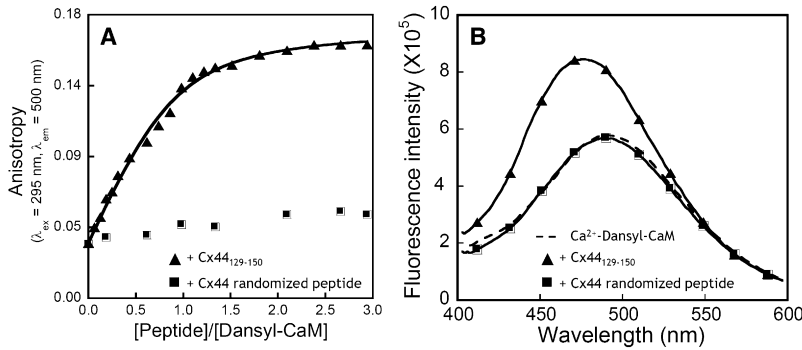 A
0.18
0.14
0.09
0.05
0.00
Anisotropy
(λex = 295 nm, λem = 500 nm)
+ Cx44129-150
+ Cx44 randomized peptide
0.0 0.5 1.0 1.5 2.0 2.5 3.0
[Peptide]/[Dansyl-CaM]
B
10
8
6
4
2
0
Fluorescence intensity (X10⁵)
Ca²⁺-Dansyl-CaM
+ Cx44129-150
+ Cx44 randomized peptide
400 450 500 550 600
Wavelength (nm)